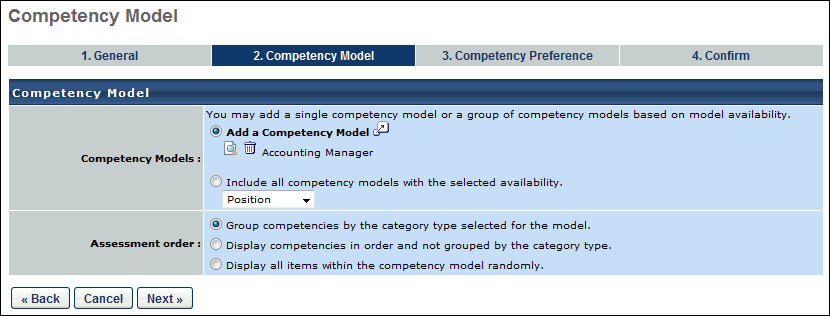 Competency Model
1. General
2. Competency Model
3. Competency Preference
4. Confirm
Competency Model
You may add a single competency model or a group of competency models based on model availability.
Competency Models :
Add a Competency Model
Accounting Manager
Include all competency models with the selected availability.
Position
Assessment order :
Group competencies by the category type selected for the model.
Display competencies in order and not grouped by the category type.
Display all items within the competency model randomly.
« Back
Cancel
Next »